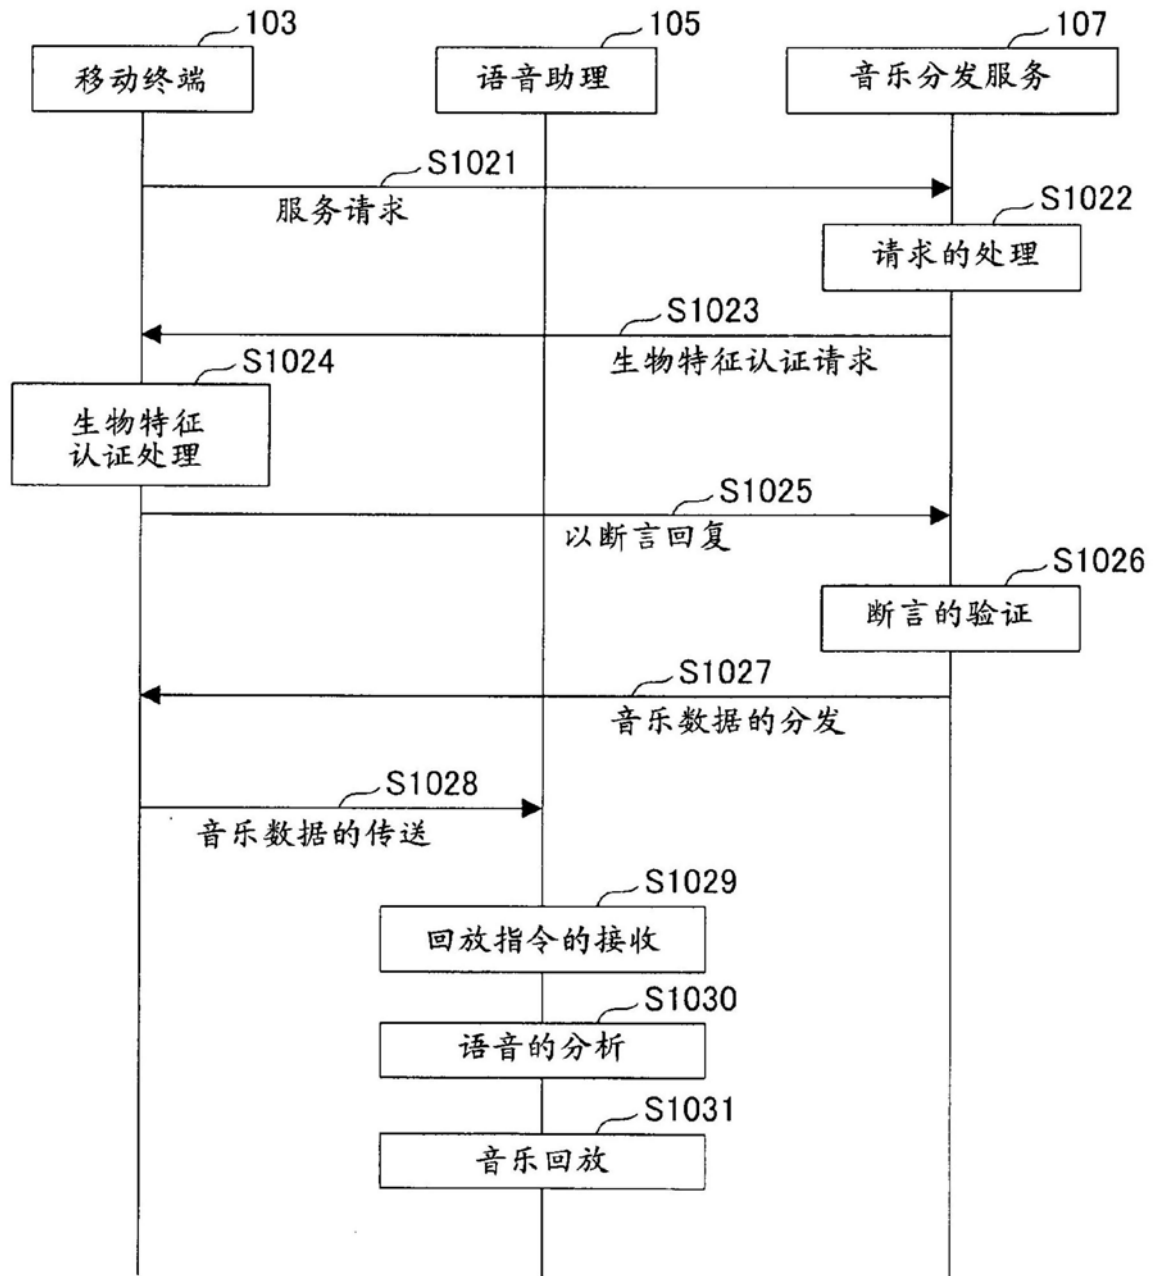 103
105
107
移动终端
语音助理
音乐分发服务
S1021
服务请求
S1022
请求的处理
S1023
生物特征认证请求
S1024
生物特征
认证处理
S1025
以断言回复
S1026
断言的验证
S1027
音乐数据的分发
S1028
音乐数据的传送
S1029
回放指令的接收
S1030
语音的分析
S1031
音乐回放